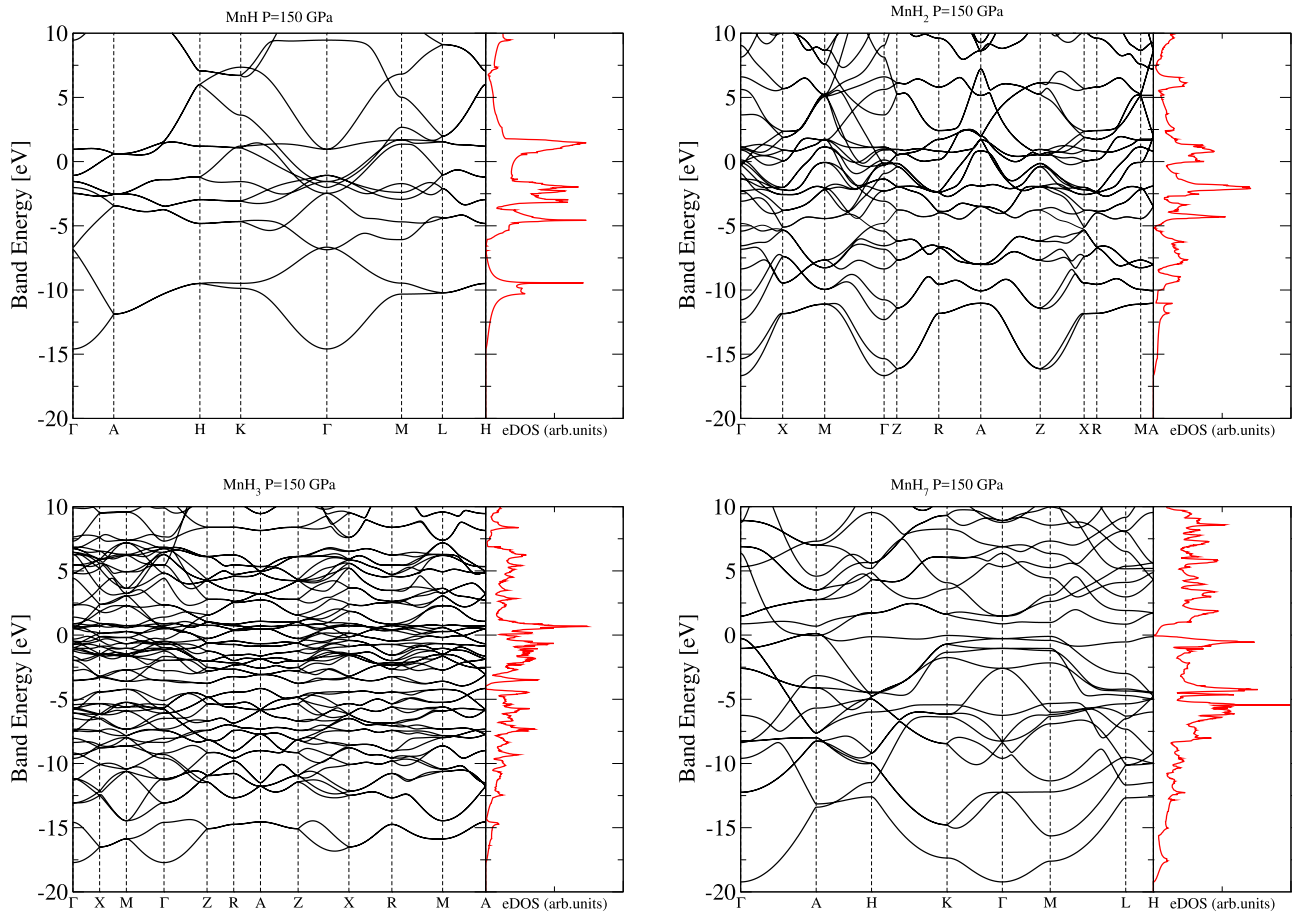 MnH P=150 GPa
10
5
0
-5
-10
-15
-20
Band Energy [eV]
Γ A H K Γ M L H eDOS (arb.units)
MnH2 P=150 GPa
10
5
0
-5
-10
-15
-20
Band Energy [eV]
Γ X M Γ Z R A Z X R M A eDOS (arb.units)
MnH3 P=150 GPa
10
5
0
-5
-10
-15
-20
Band Energy [eV]
Γ X M Γ Z R A Z X R M A eDOS (arb.units)
MnH7 P=150 GPa
10
5
0
-5
-10
-15
-20
Band Energy [eV]
Γ A H K Γ M L H eDOS (arb.units)